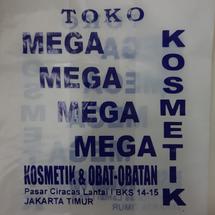 TOKO
MEGA
MEGA
MEGA
MEGA
KOSMETIK
KOSMETIK & OBAT-OBATAN
Pasar Ciracas Lantai I BKS 14-15
JAKARTA TIMUR